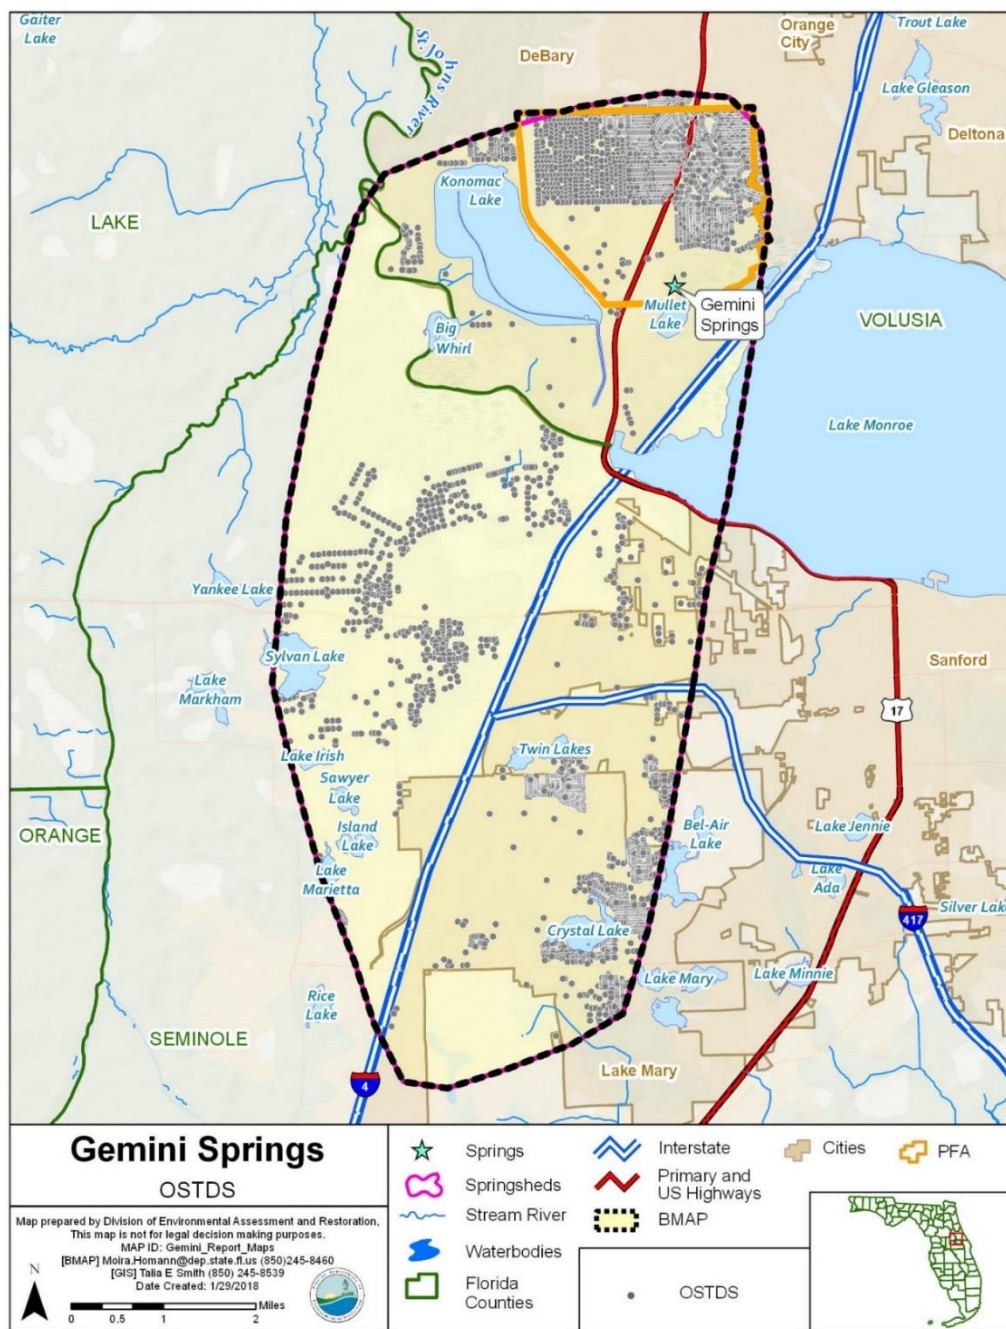 Gaiter
Lake
St. Johns River
DeBary
Orange
City
Trout Lake
Lake Gleason
Deltona
LAKE
Konomac
Lake
Mullet
Lake
Gemini
Springs
VOLUSIA
Big
Whirl
Lake Monroe
Yankee Lake
Sylvan Lake
Lake
Markham
Sanford
17
Lake Irish
Twin Lakes
Sawyer
Lake
Island
Lake
Bel-Air
Lake
Lake Jennie
ORANGE
Lake
Marietta
Lake
Ada
Silver Lake
417
Crystal Lake
Lake Mary
Lake Minnie
Rice
Lake
SEMINOLE
Lake Mary
4
Gemini Springs
OSTDS
Map prepared by Division of Environmental Assessment and Restoration,
This map is not for legal decision making purposes.
MAP ID: Gemini_Report_Maps
[BMAP] Moira.Homann@dep.state.fl.us (850)245-8460
[GIS] Talia E Smith (850) 245-8539
Date Created: 1/29/2018
N
Miles
0 0.5 1 2
Springs
Springsheds
Stream River
Waterbodies
Florida
Counties
Interstate
Primary and
US Highways
BMAP
Cities
PFA
OSTDS